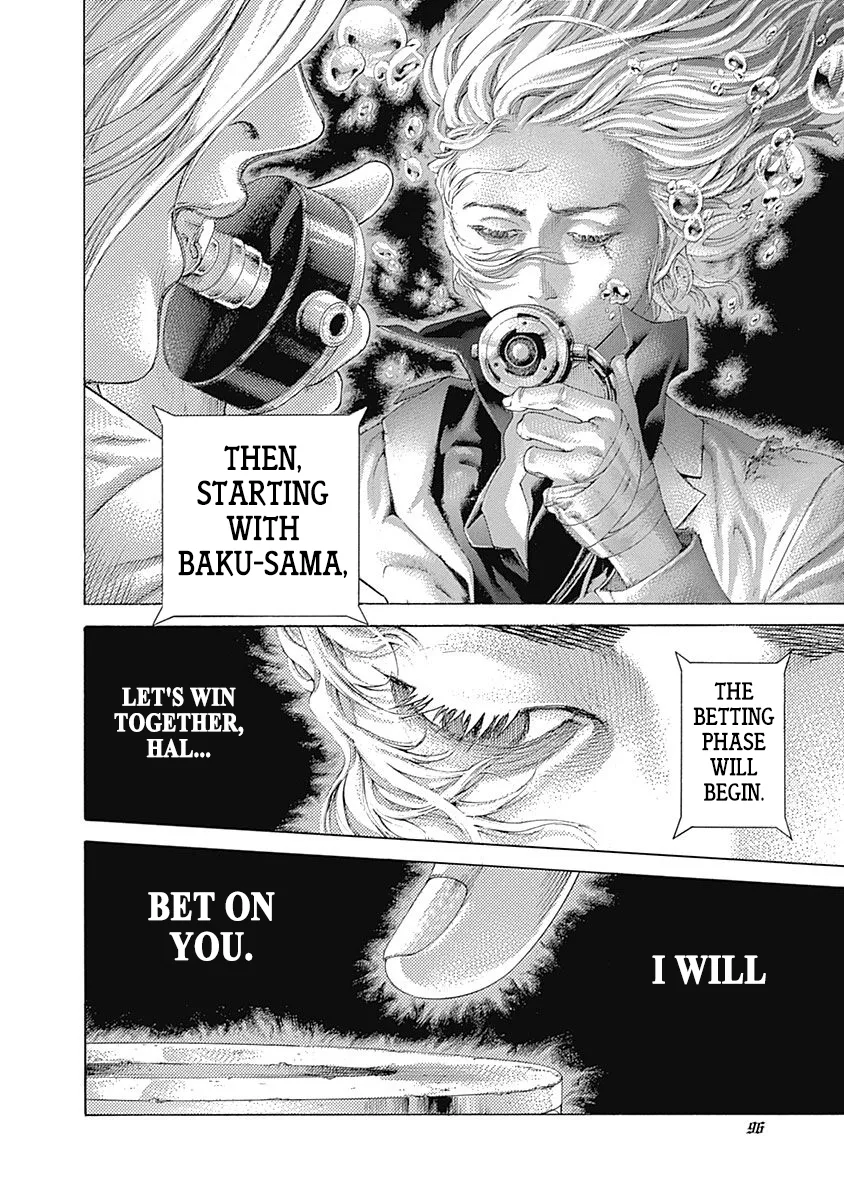 THEN,
STARTING
WITH
BAKU-SAMA,
THE
BETTING
PHASE
WILL
BEGIN.
LET'S WIN
TOGETHER,
HAL...
I WILL
BET ON
YOU.
96